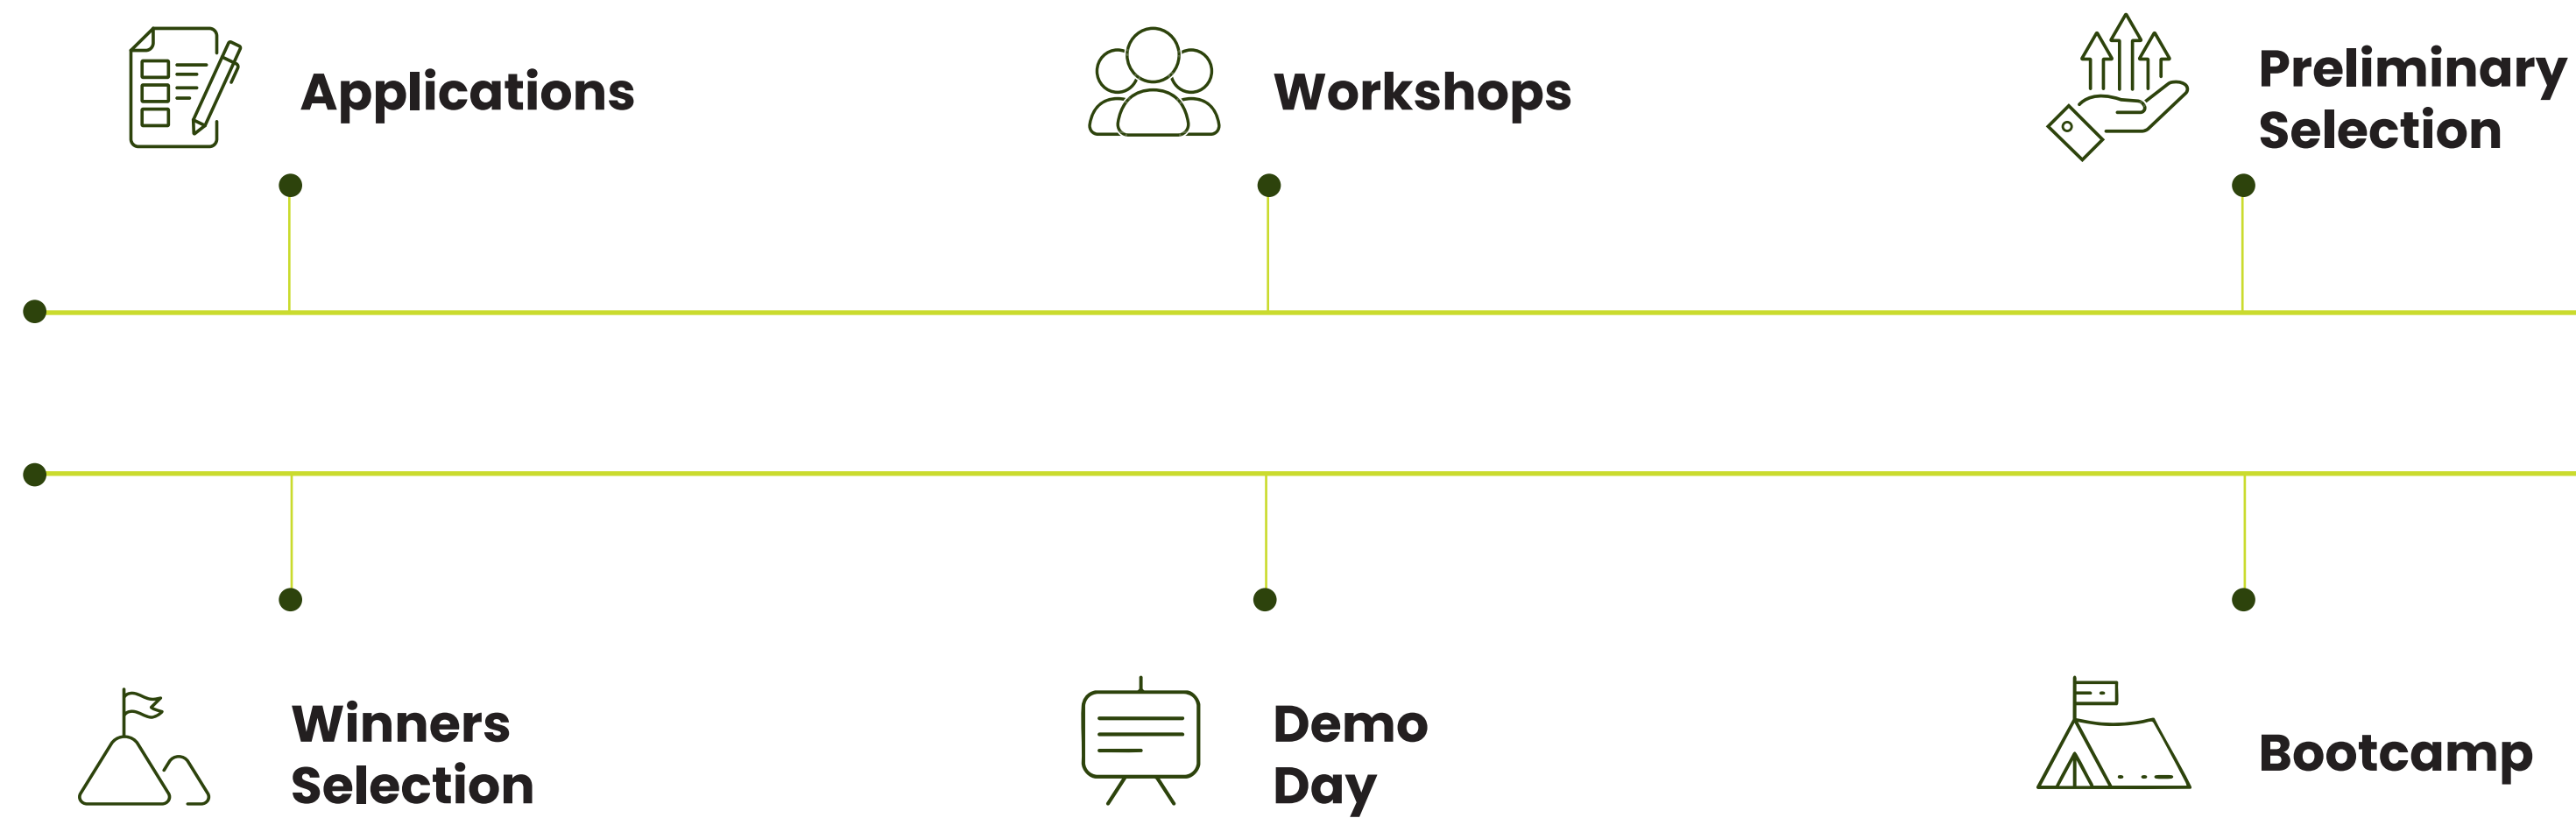 Applications
Workshops
Preliminary
Selection
Winners
Selection
Demo
Day
Bootcamp